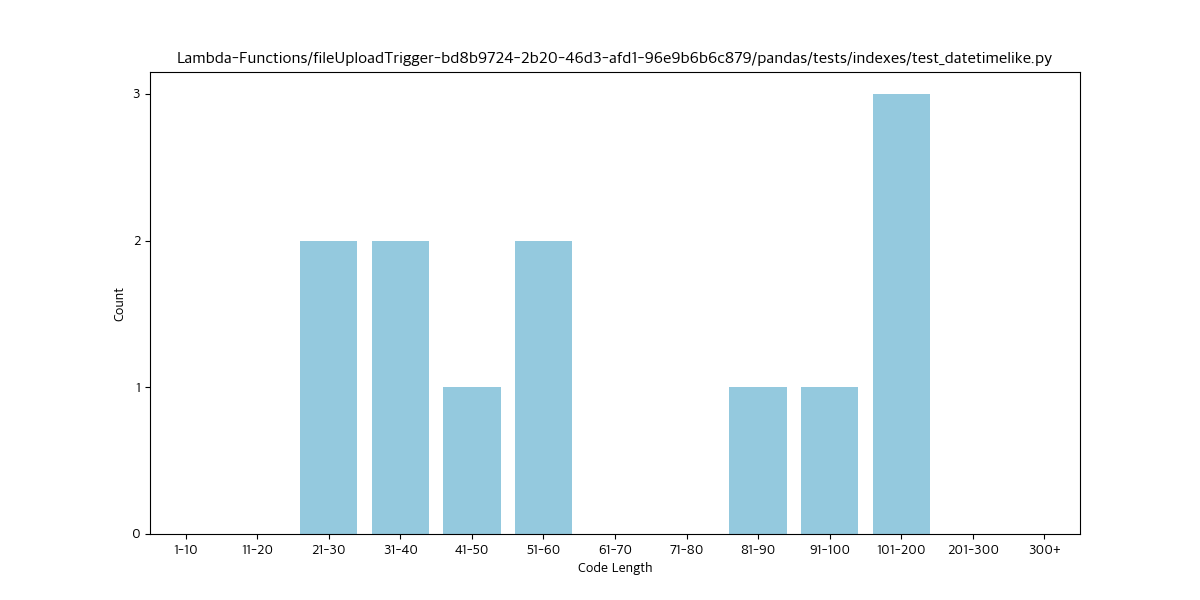 Lambda-Functions/fileUploadTrigger-bd8b9724-2b20-46d3-afd1-96e9b6b6c879/pandas/tests/indexes/test_datetimelike.py
3
2
1
0
Count
1-10 11-20 21-30 31-40 41-50 51-60 61-70 71-80 81-90 91-100 101-200 201-300 300+
Code Length